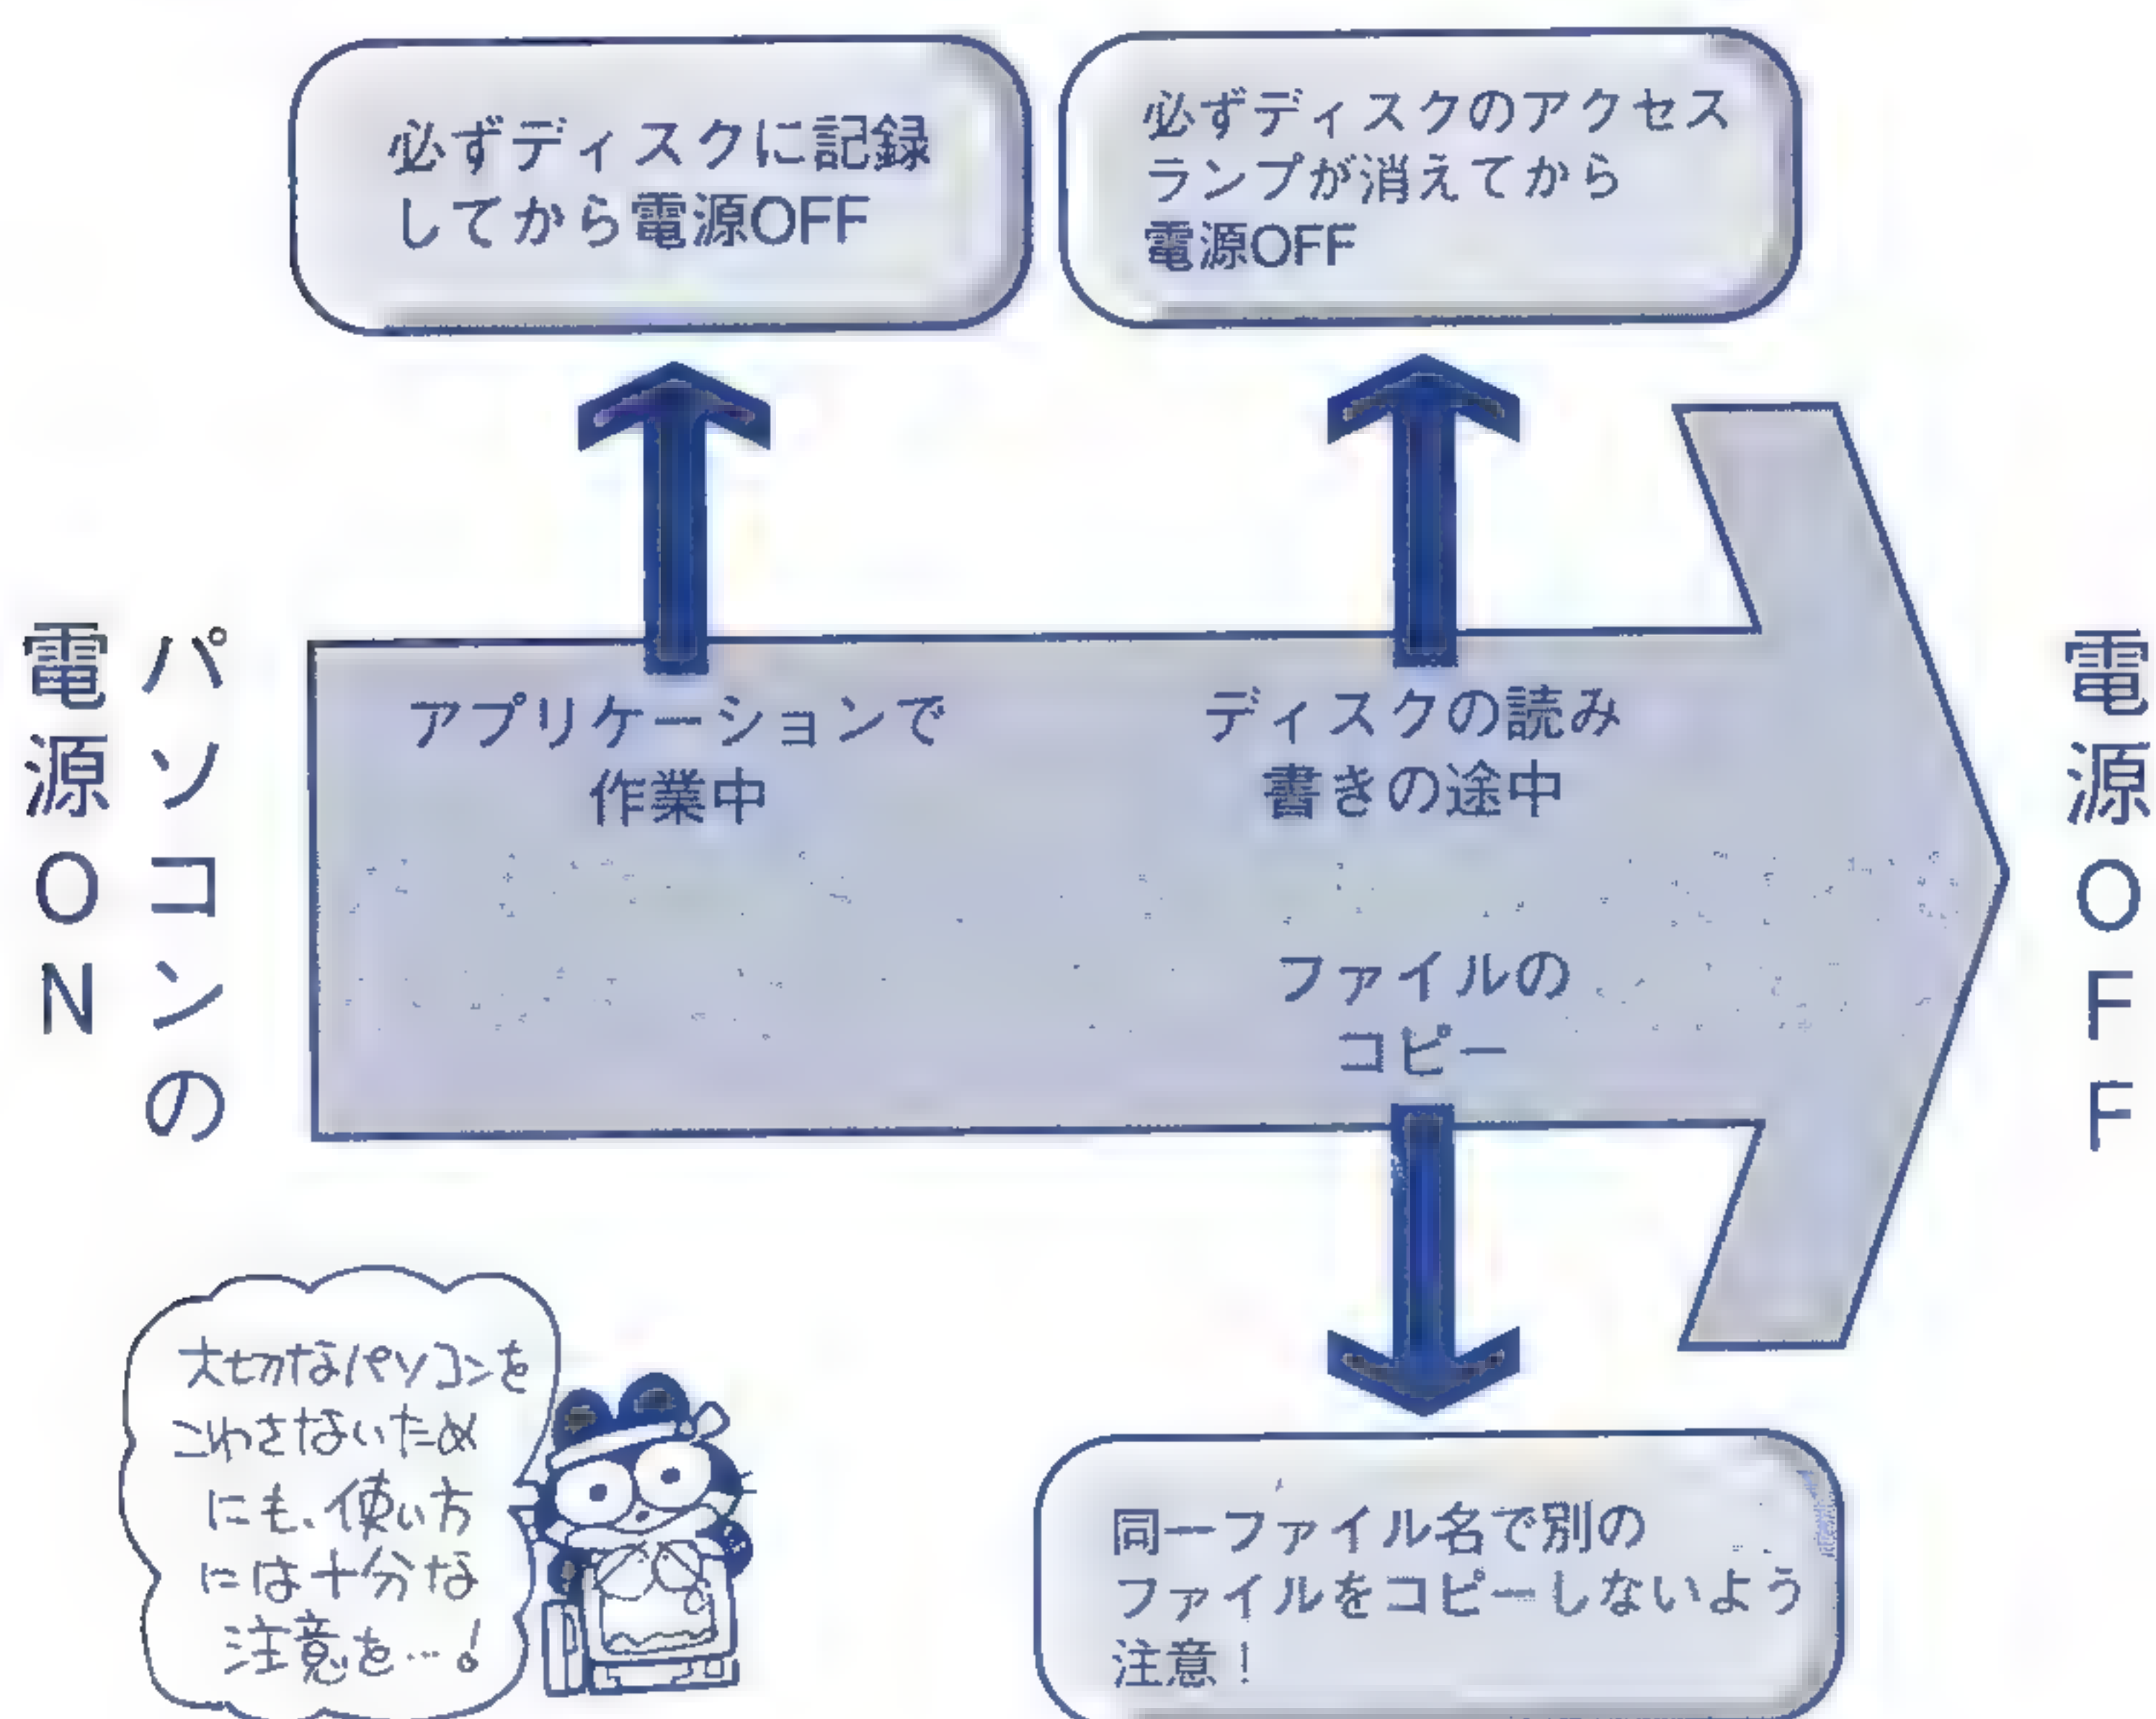 必ずディスクに記録
してから電源OFF
必ずディスクのアクセス
ランプが消えてから
電源OFF
パソコンの
電源ON
アプリケーションで
作業中
ディスクの読み
書きの途中
ファイルの
コピー
電源OFF
大切なパソコンを
こわさないため
にも、使い方
には十分な
注意を…!
同一ファイル名で別の
ファイルをコピーしないよう
注意!